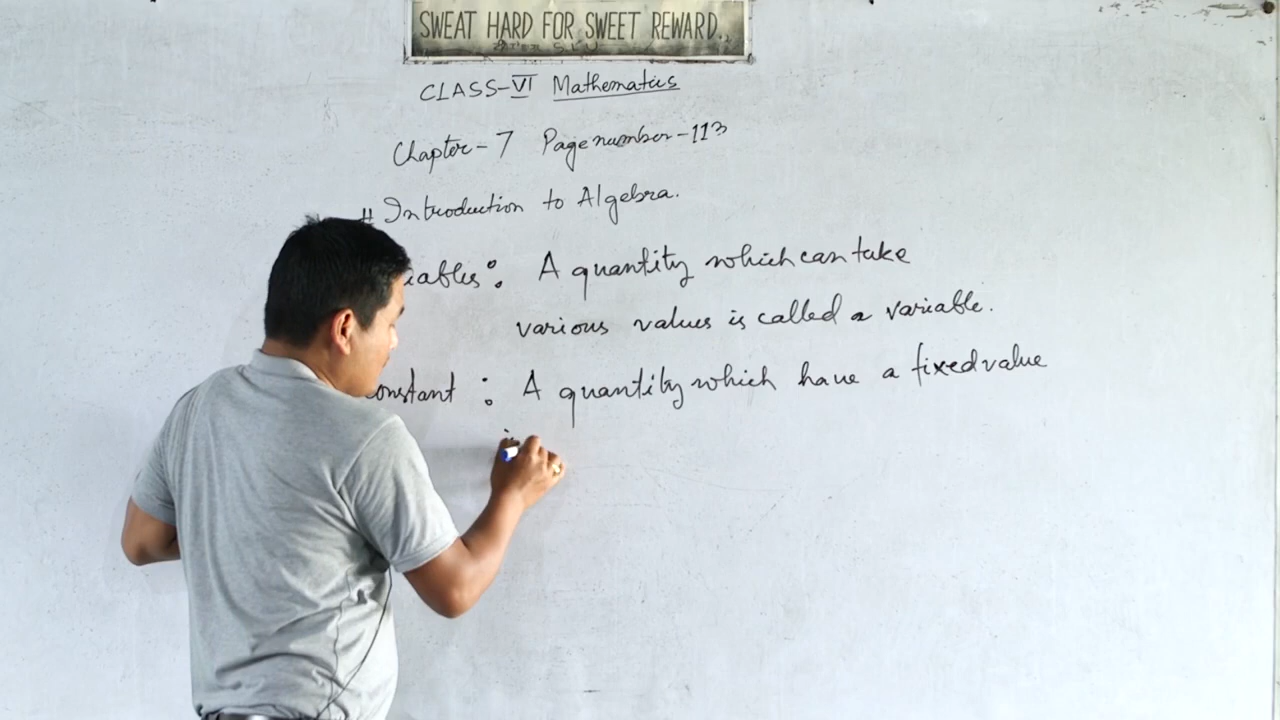 SWEAT HARD FOR SWEET REWARD.
CLASS-VI Mathematics
Chapter-7 Page number-113
# Introduction to Algebra.
iables: A quantity which can take
various values is called a variable.
onstant : A quantity which have a fixed value